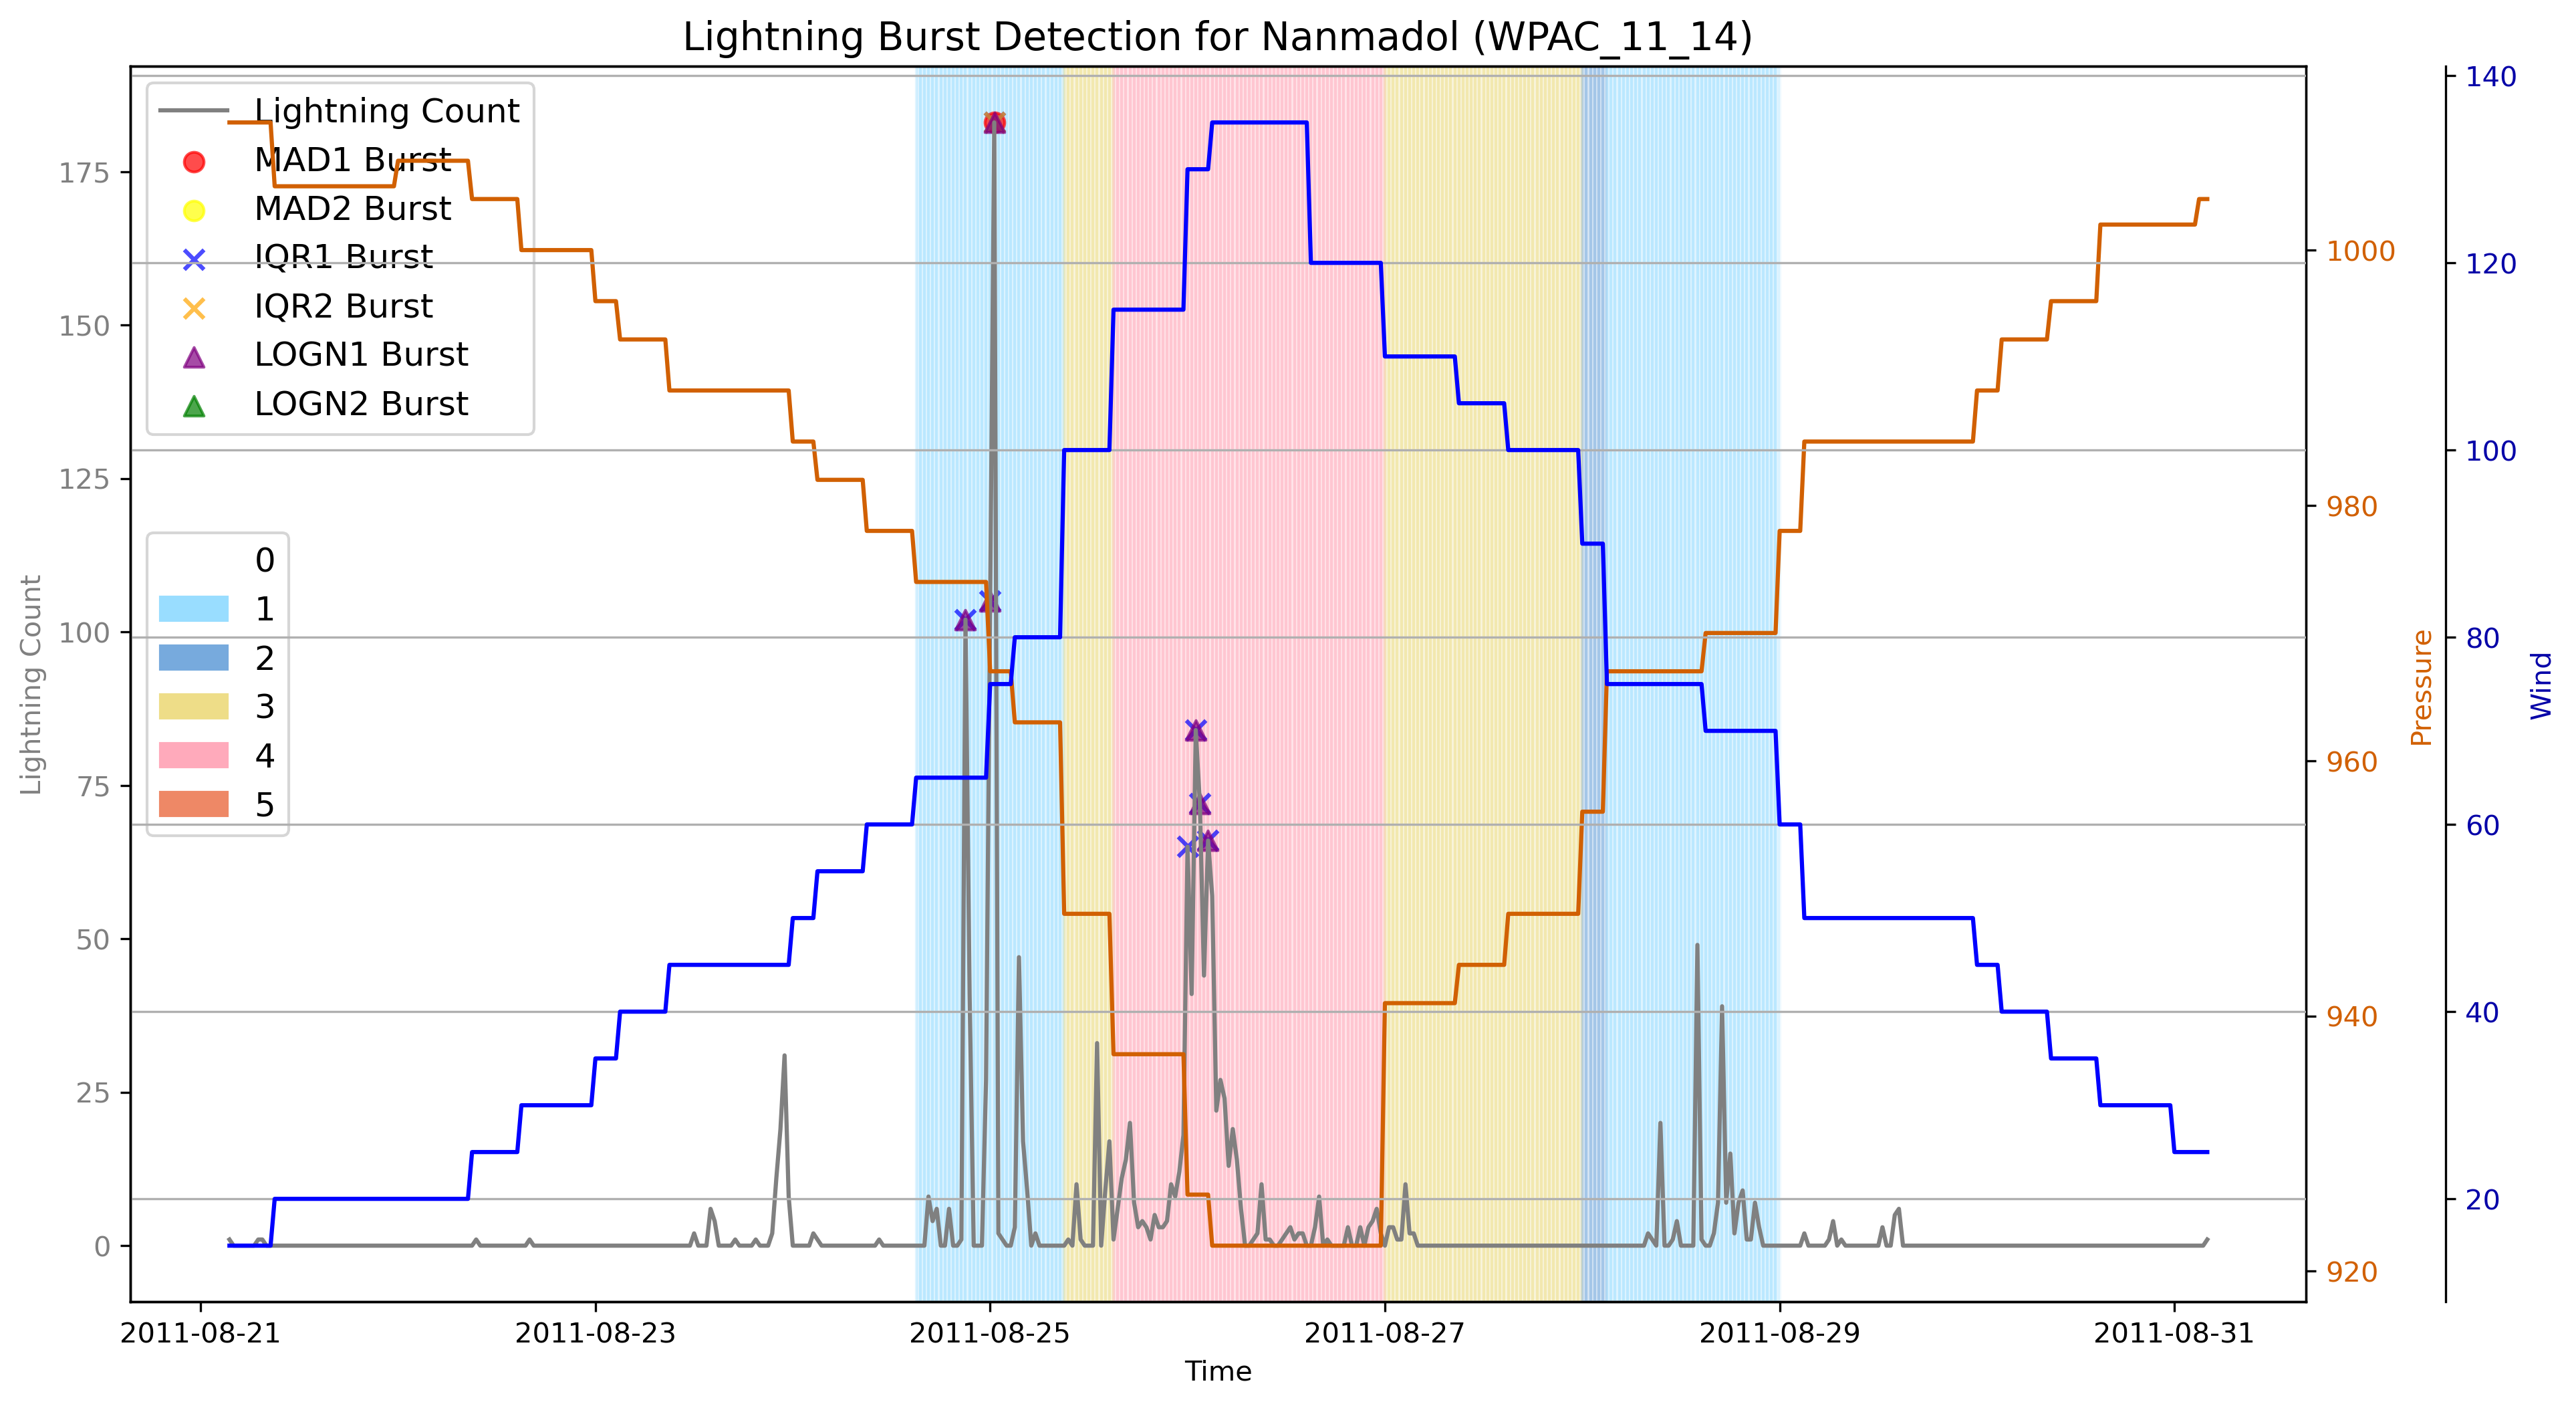 Lightning Burst Detection for Nanmadol (WPAC_11_14)
Lightning Count
MAD1 Burst
MAD2 Burst
IQR1 Burst
IQR2 Burst
LOGN1 Burst
LOGN2 Burst
0
1
2
3
4
5
Lightning Count
175
150
125
100
75
50
25
0
2011-08-21
2011-08-23
2011-08-25
2011-08-27
2011-08-29
2011-08-31
Time
1000
980
960
940
920
Pressure
140
120
100
80
60
40
20
Wind